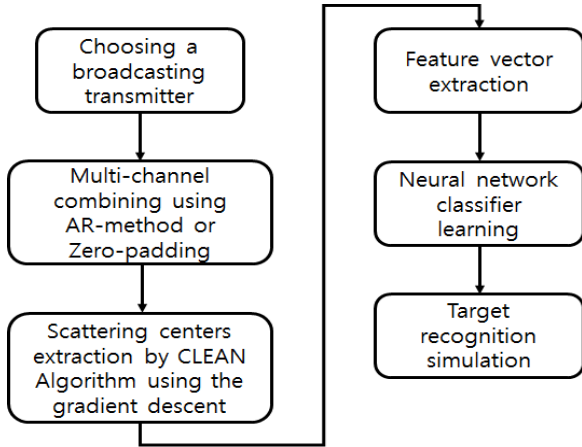 Choosing a
broadcasting
transmitter
Multi-channel
combining using
AR-method or
Zero-padding
Scattering centers
extraction by CLEAN
Algorithm using the
gradient descent
Feature vector
extraction
Neural network
classifier
learning
Target
recognition
simulation